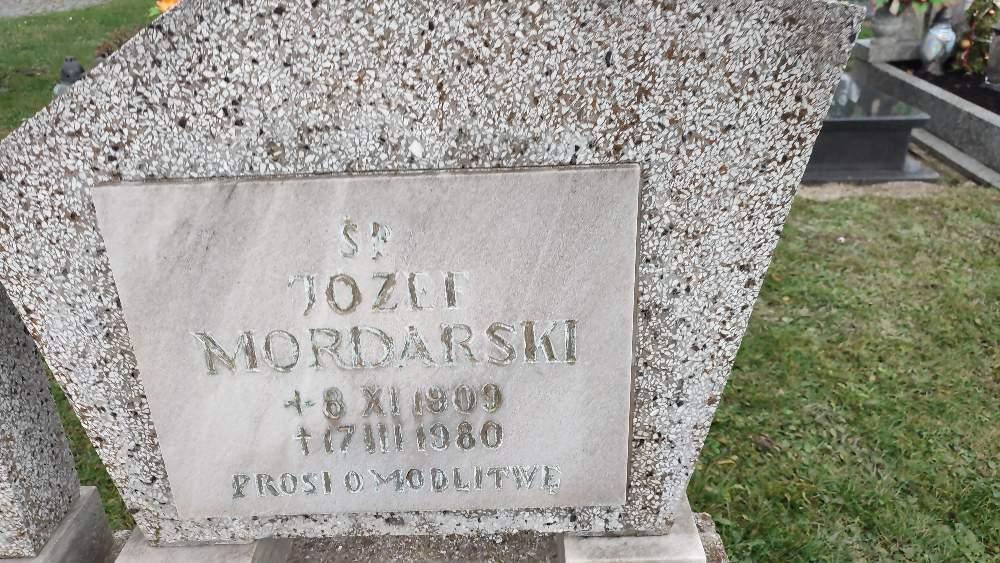 ŚP
JÓZEF
MORDARSKI
+ 8 XI 1909
† 17 III 1980
PROSI O MODLITWĘ